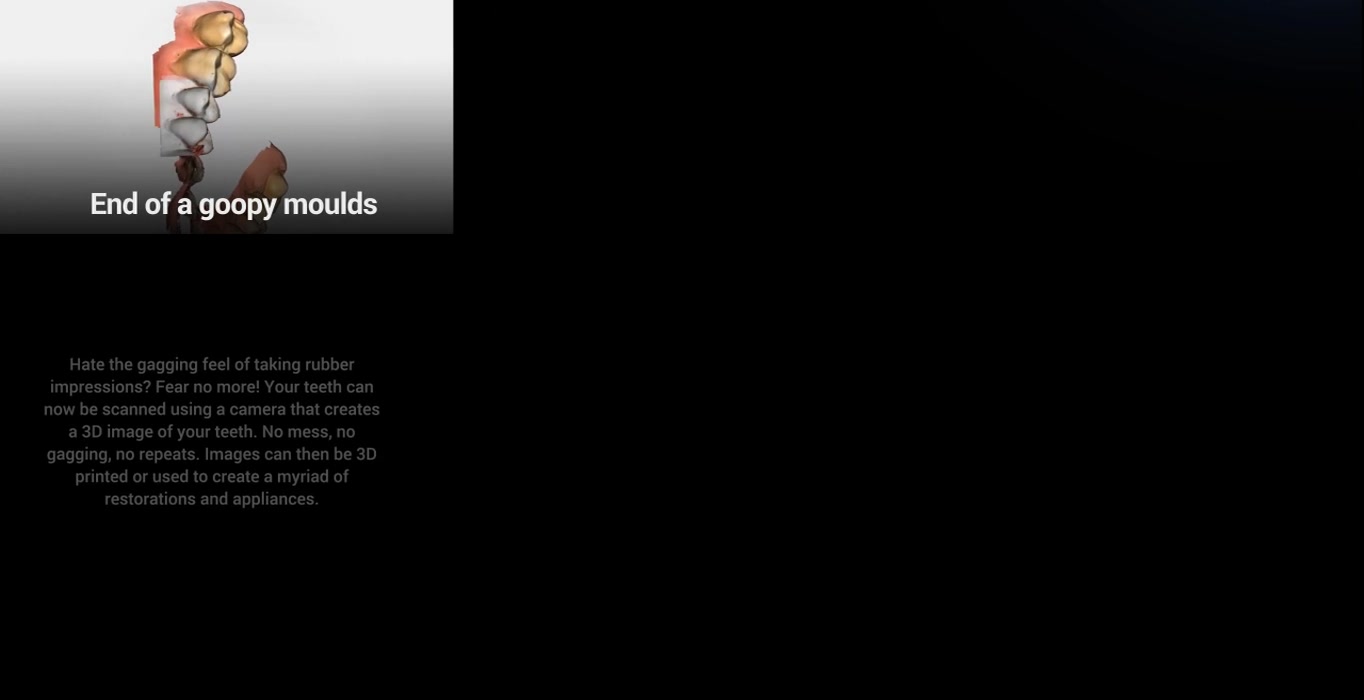 End of a goopy moulds
Hate the gagging feel of taking rubber
impressions? Fear no more! Your teeth can
now be scanned using a camera that creates
a 3D image of your teeth. No mess, no
gagging, no repeats. Images can then be 3D
printed or used to create a myriad of
restorations and appliances.